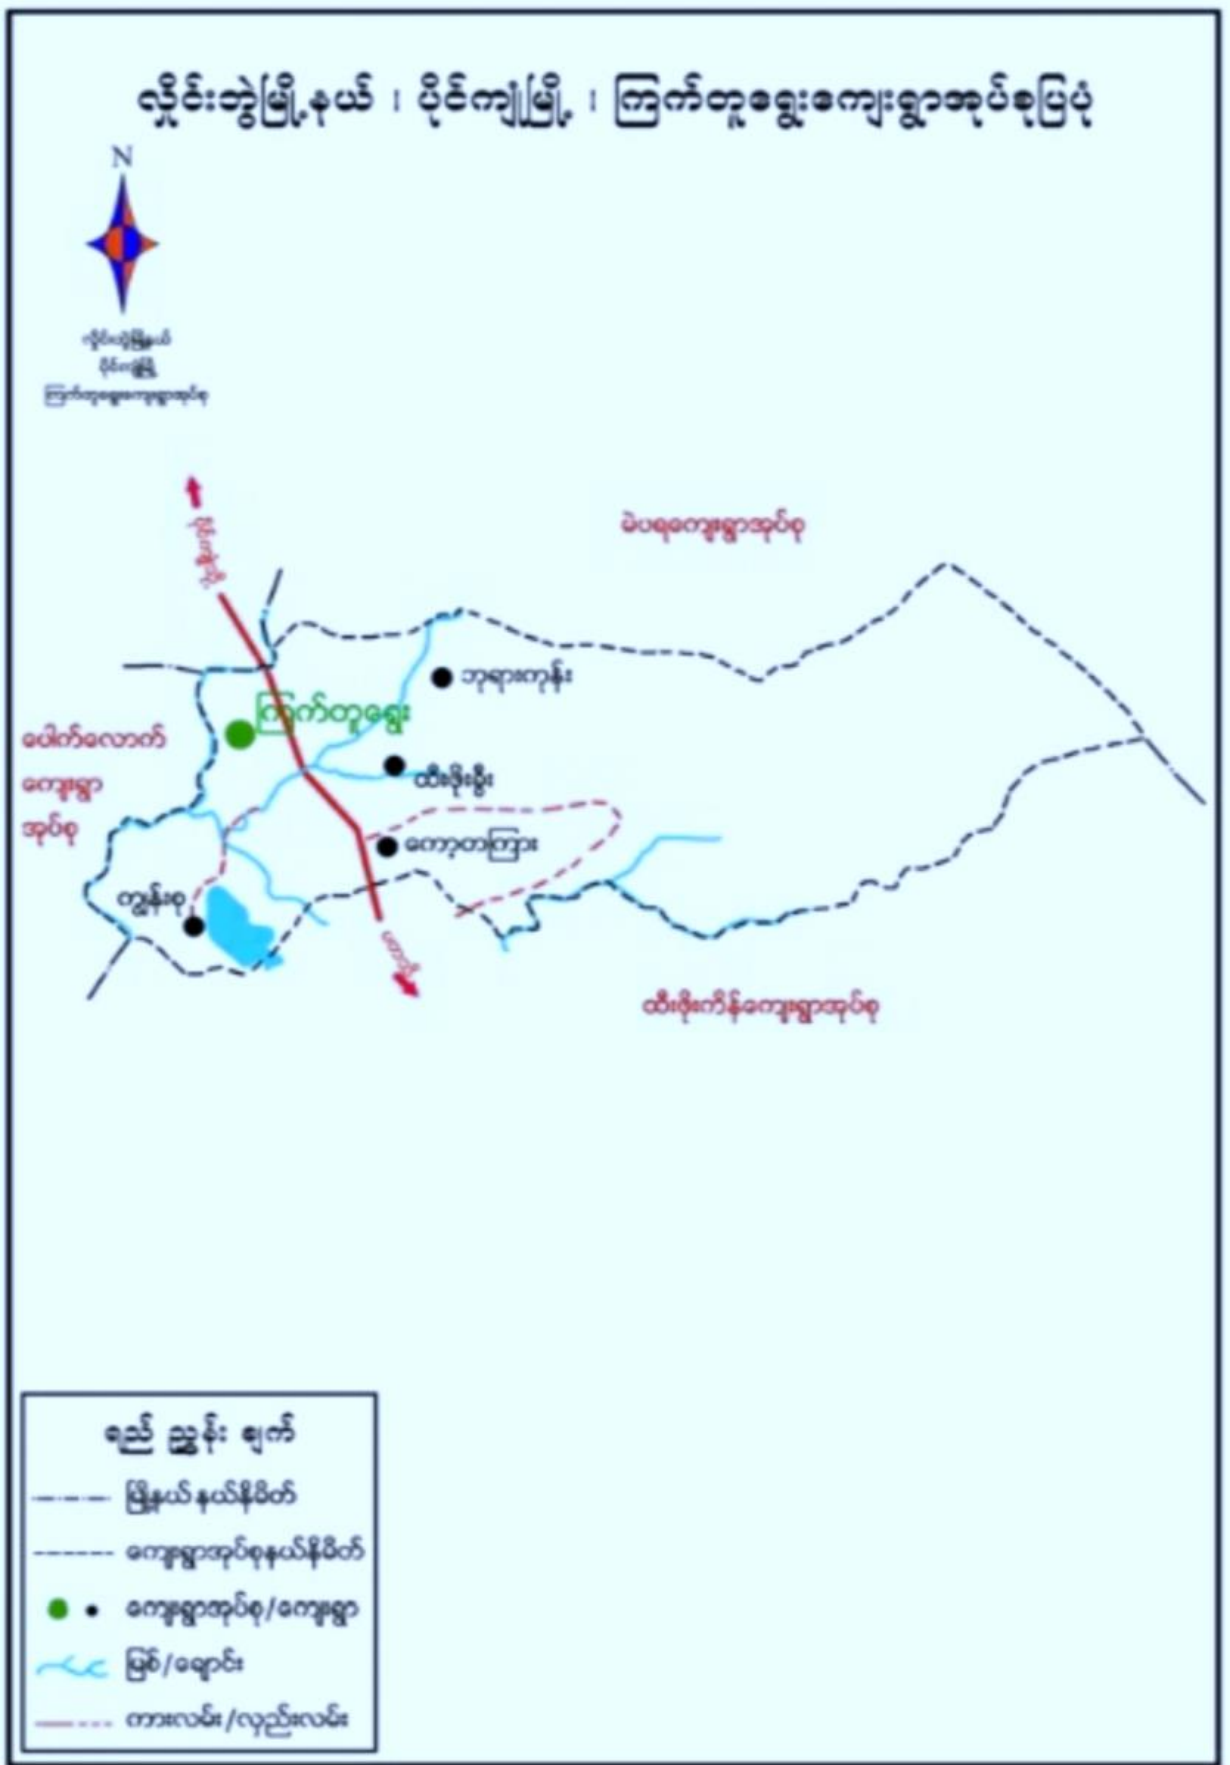 လှိုင်းဘွဲမြို့နယ် ၊ ပိုင်ကျုံမြို့ ၊ ကြက်တူရွေးကျေးရွာအုပ်စုပြပုံ
N
လှိုင်းဘွဲမြို့နယ်
ပိုင်ကျုံမြို့
ကြက်တူရွေးကျေးရွာအုပ်စု
မဲပရကျေးရွာအုပ်စု
ဘုရားကုန်း
ကြက်တူရွေး
ပေါက်လောက်
ကျေးရွာ
အုပ်စု
ထီးဖိုးမွီး
ကော့တကြား
ကျွန်းစု
ထီးဖိုးကိန်ကျေးရွာအုပ်စု
ရည် ညွှန်း ချက်
မြို့နယ်နယ်နိမိတ်
ကျေးရွာအုပ်စုနယ်နိမိတ်
ကျေးရွာအုပ်စု/ကျေးရွာ
မြစ်/ချောင်း
ကားလမ်း/လှည်းလမ်း